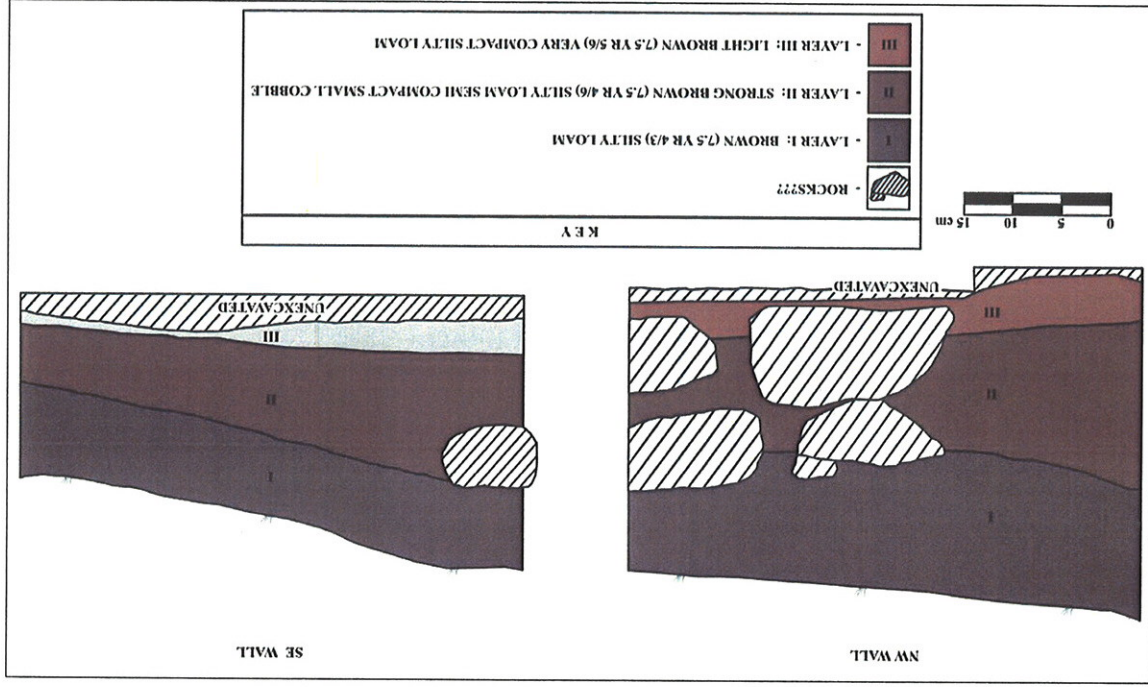 NW WALL
SE WALL
I
II
III
UNEXCAVATED
I
II
III
UNEXCAVATED
0 5 10 15 cm
KEY
- ROCKS???
I - LAYER I: BROWN (7.5 YR 4/3) SILTY LOAM
II - LAYER II: STRONG BROWN (7.5 YR 4/6) SILTY LOAM SEMI COMPACT SMALL COBBLE
III - LAYER III: LIGHT BROWN (7.5 YR 5/6) VERY COMPACT SILTY LOAM